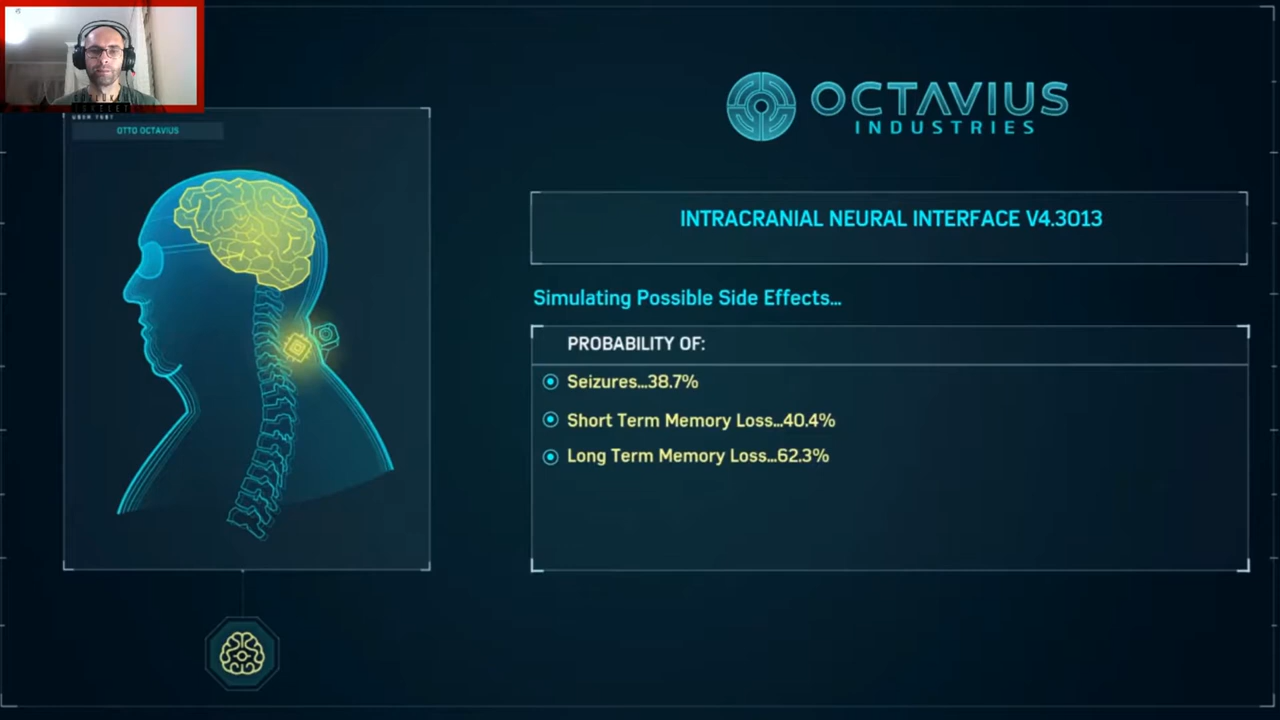 OTTO OCTAVIUS
OCTAVIUS
INDUSTRIES
INTRACRANIAL NEURAL INTERFACE V4.3013
Simulating Possible Side Effects...
PROBABILITY OF:
Seizures...38.7%
Short Term Memory Loss...40.4%
Long Term Memory Loss...62.3%